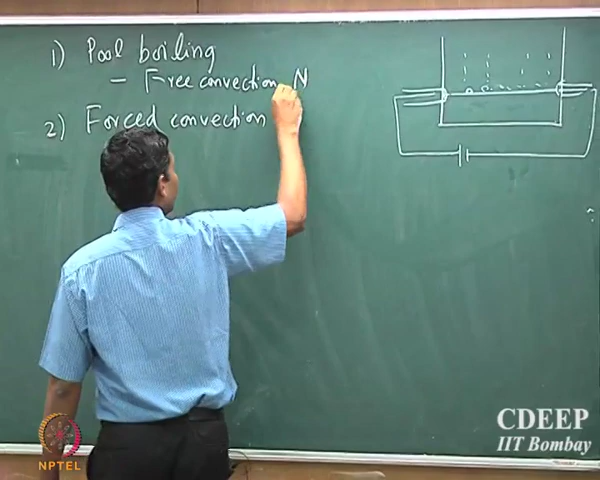 1) Pool boiling
– Free convection, N
2) Forced convection
CDEEP
IIT Bombay
NPTEL